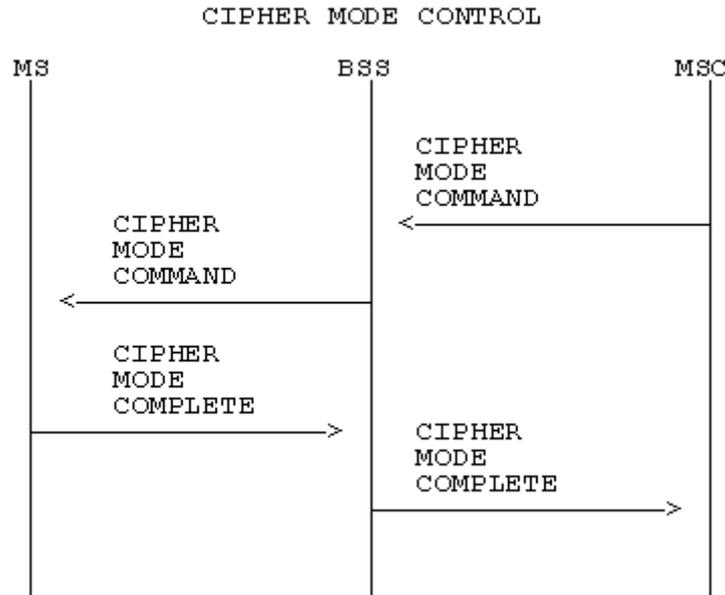 CIPHER MODE CONTROL
MS BSS MSC
CIPHER
MODE
COMMAND
CIPHER
MODE
COMMAND
CIPHER
MODE
COMPLETE
CIPHER
MODE
COMPLETE